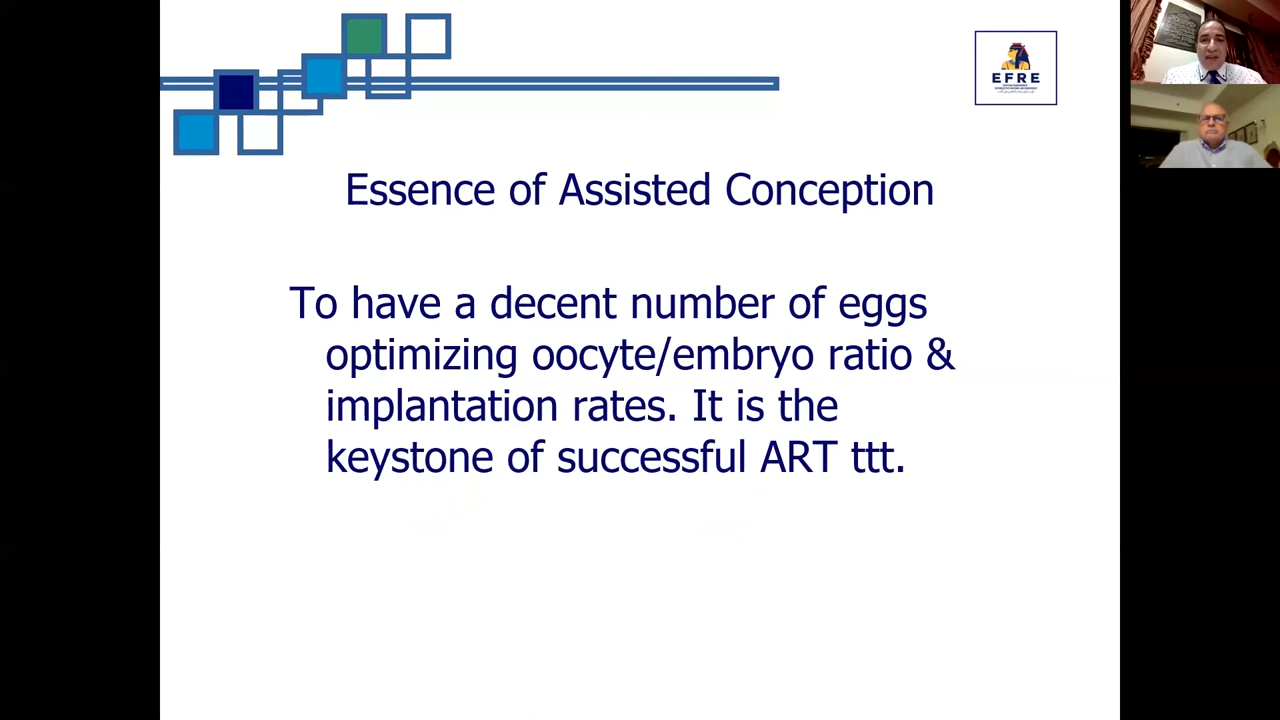 EFRE
Essence of Assisted Conception
To have a decent number of eggs
optimizing oocyte/embryo ratio &
implantation rates. It is the
keystone of successful ART ttt.